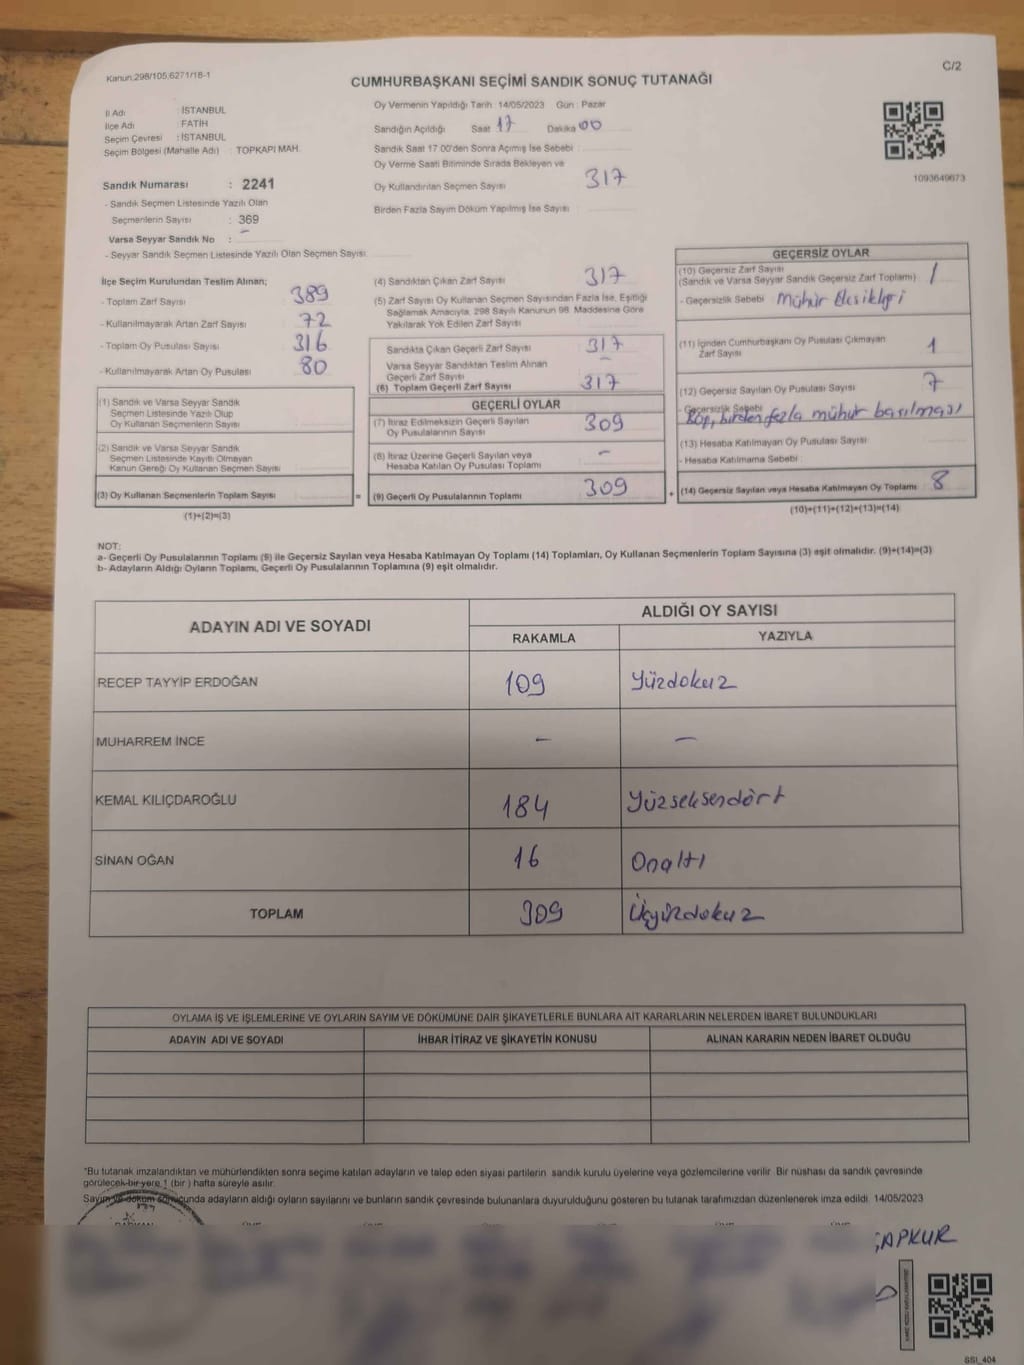 Kanun:298/105,6271/18-1
C/2
CUMHURBAŞKANI SEÇİMİ SANDIK SONUÇ TUTANAĞI
İl Adı : İSTANBUL
İlçe Adı : FATİH
Seçim Çevresi : İSTANBUL
Seçim Bölgesi (Mahalle Adı) : TOPKAPI MAH.
Sandık Numarası : 2241
- Sandık Seçmen Listesinde Yazılı Olan
Seçmenlerin Sayısı : 369
Varsa Seyyar Sandık No : -
- Seyyar Sandık Seçmen Listesinde Yazılı Olan Seçmen Sayısı:
Oy Vermenin Yapıldığı Tarih :14/05/2023 Gün : Pazar
Sandığın Açıldığı Saat 17 Dakika 00
Sandık Saat 17.00'den Sonra Açımış İse Sebebi :
Oy Verme Saati Bitiminde Sırada Bekleyen ve
Oy Kullandırılan Seçmen Sayısı 317
Birden Fazla Sayım Döküm Yapılmış İse Sayısı
1093649673
İlçe Seçim Kurulundan Teslim Alınan;
- Toplam Zarf Sayısı 389
- Kullanılmayarak Artan Zarf Sayısı 72
- Toplam Oy Pusulası Sayısı 316
- Kullanılmayarak Artan Oy Pusulası 80
(1) Sandık ve Varsa Seyyar Sandık
Seçmen Listesinde Yazılı Olup
Oy Kullanan Seçmenlerin Sayısı
(2) Sandık ve Varsa Seyyar Sandık
Seçmen Listesinde Kayıtlı Olmayan
Kanun Gereği Oy Kullanan Seçmen Sayısı
(3) Oy Kullanan Seçmenlerin Toplam Sayısı
(1)+(2)=(3)
=
(4) Sandıktan Çıkan Zarf Sayısı 317
(5) Zarf Sayısı Oy Kullanan Seçmen Sayısından Fazla İse, Eşitliği
Sağlamak Amacıyla, 298 Sayılı Kanunun 98. Maddesine Göre
Yakılarak Yok Edilen Zarf Sayısı
Sandıkta Çıkan Geçerli Zarf Sayısı 317
Varsa Seyyar Sandıktan Teslim Alınan
Geçerli Zarf Sayısı -
(6) Toplam Geçerli Zarf Sayısı 317
GEÇERLİ OYLAR
(7) İtiraz Edilmeksizin Geçerli Sayılan
Oy Pusulalarının Sayısı 309
(8) İtiraz Üzerine Geçerli Sayılan veya
Hesaba Katılan Oy Pusulası Toplamı -
(9) Geçerli Oy Pusulalarının Toplamı 309
+
GEÇERSİZ OYLAR
(10) Geçersiz Zarf Sayısı
(Sandık ve Varsa Seyyar Sandık Geçersiz Zarf Toplamı) /
- Geçersizlik Sebebi Mühür Eksikliği
(11) İçinden Cumhurbaşkanı Oy Pusulası Çıkmayan
Zarf Sayısı 1
(12) Geçersiz Sayılan Oy Pusulası Sayısı 7
- Geçersizlik Sebebi birden fazla mühür basılması
(13) Hesaba Katılmayan Oy Pusulası Sayısı
- Hesaba Katılmama Sebebi :
(14) Geçersiz Sayılan veya Hesaba Katılmayan Oy Toplamı 8
(10)+(11)+(12)+(13)=(14)
NOT:
a- Geçerli Oy Pusulalarının Toplamı (9) ile Geçersiz Sayılan veya Hesaba Katılmayan Oy Toplamı (14) Toplamları, Oy Kullanan Seçmenlerin Toplam Sayısına (3) eşit olmalıdır. (9)+(14)=(3)
b- Adayların Aldığı Oyların Toplamı, Geçerli Oy Pusulalarının Toplamına (9) eşit olmalıdır.
ADAYIN ADI VE SOYADI
ALDIĞI OY SAYISI
RAKAMLA YAZIYLA
RECEP TAYYİP ERDOĞAN 109 Yüzdokuz
MUHARREM İNCE - -
KEMAL KILIÇDAROĞLU 184 Yüzseksendört
SİNAN OĞAN 16 Onaltı
TOPLAM 309 Üçyüzdokuz
OYLAMA İŞ VE İŞLEMLERİNE VE OYLARIN SAYIM VE DÖKÜMÜNE DAİR ŞİKAYETLERLE BUNLARA AİT KARARLARIN NELERDEN İBARET BULUNDUKLARI
ADAYIN ADI VE SOYADI İHBAR İTİRAZ VE ŞİKAYETİN KONUSU ALINAN KARARIN NEDEN İBARET OLDUĞU
*Bu tutanak imzalandıktan ve mühürlendikten sonra seçime katılan adayların ve talep eden siyasi partilerin sandık kurulu üyelerine veya gözlemcilerine verilir. Bir nüshası da sandık çevresinde
görülecek bir yere 1 (bir ) hafta süreyle asılır.
Sayım ve döküm sonucunda adayların aldığı oyların sayılarını ve bunların sandık çevresinde bulunanlara duyurulduğunu gösteren bu tutanak tarafımızdan düzenlenerek imza edildi. 14/05/2023
ÇAPKUR
SSI_404